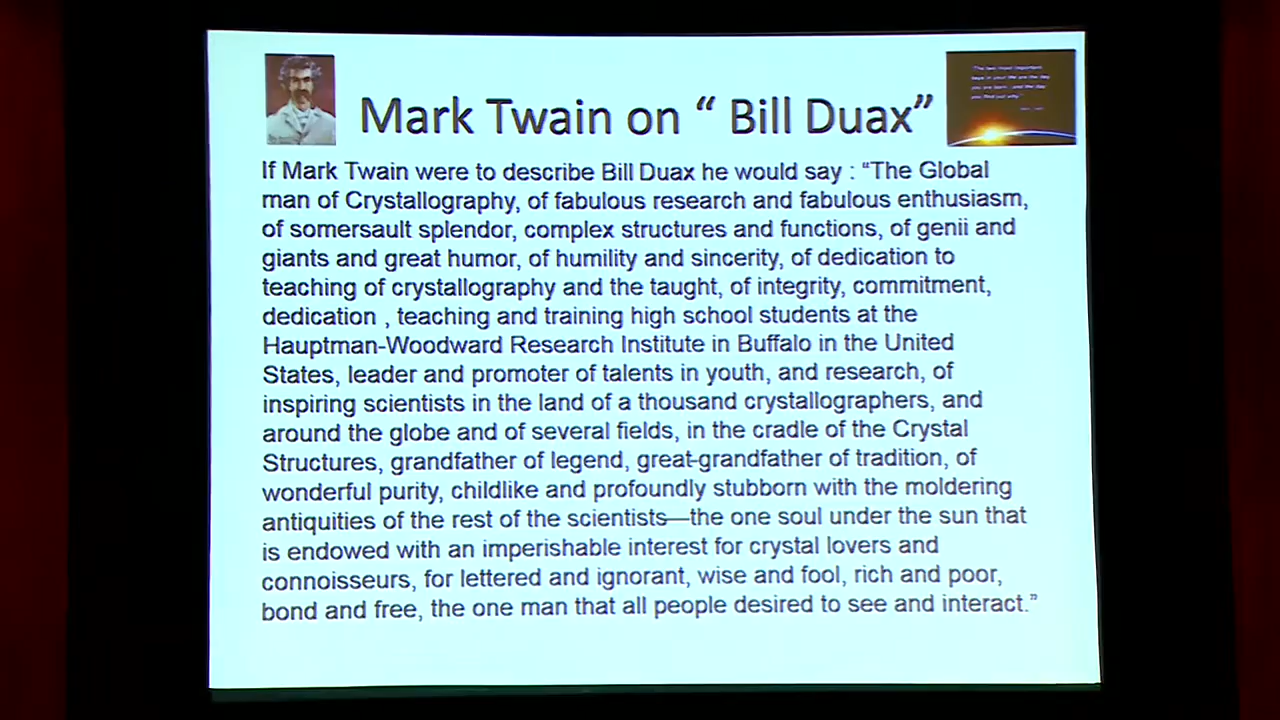 Mark Twain on “ Bill Duax”
If Mark Twain were to describe Bill Duax he would say : “The Global
man of Crystallography, of fabulous research and fabulous enthusiasm,
of somersault splendor, complex structures and functions, of genii and
giants and great humor, of humility and sincerity, of dedication to
teaching of crystallography and the taught, of integrity, commitment,
dedication , teaching and training high school students at the
Hauptman-Woodward Research Institute in Buffalo in the United
States, leader and promoter of talents in youth, and research, of
inspiring scientists in the land of a thousand crystallographers, and
around the globe and of several fields, in the cradle of the Crystal
Structures, grandfather of legend, great-grandfather of tradition, of
wonderful purity, childlike and profoundly stubborn with the moldering
antiquities of the rest of the scientists—the one soul under the sun that
is endowed with an imperishable interest for crystal lovers and
connoisseurs, for lettered and ignorant, wise and fool, rich and poor,
bond and free, the one man that all people desired to see and interact.”